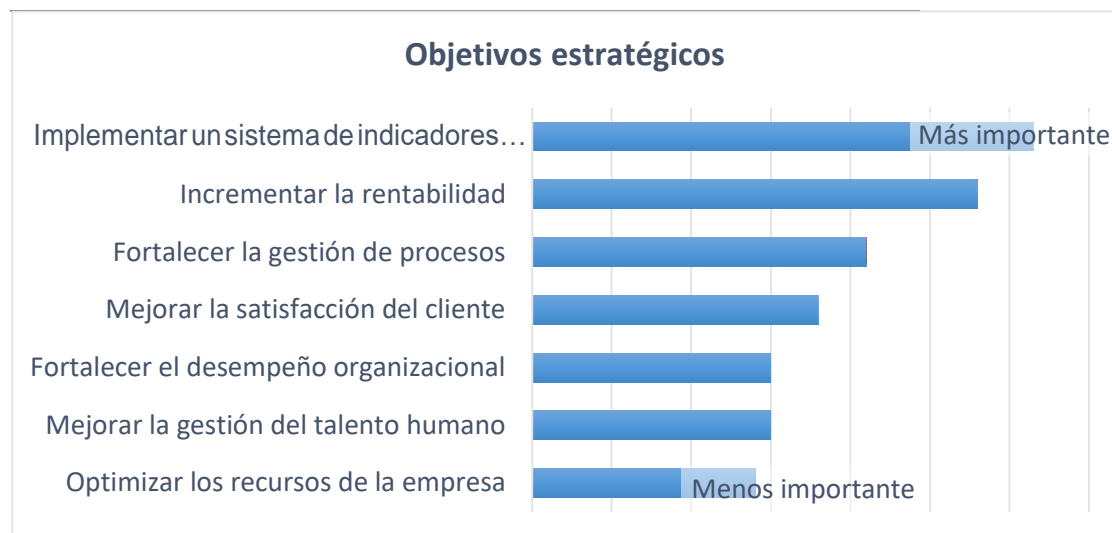 Objetivos estratégicos
Implementar un sistema de indicadores… Más importante
Incrementar la rentabilidad
Fortalecer la gestión de procesos
Mejorar la satisfacción del cliente
Fortalecer el desempeño organizacional
Mejorar la gestión del talento humano
Optimizar los recursos de la empresa Menos importante